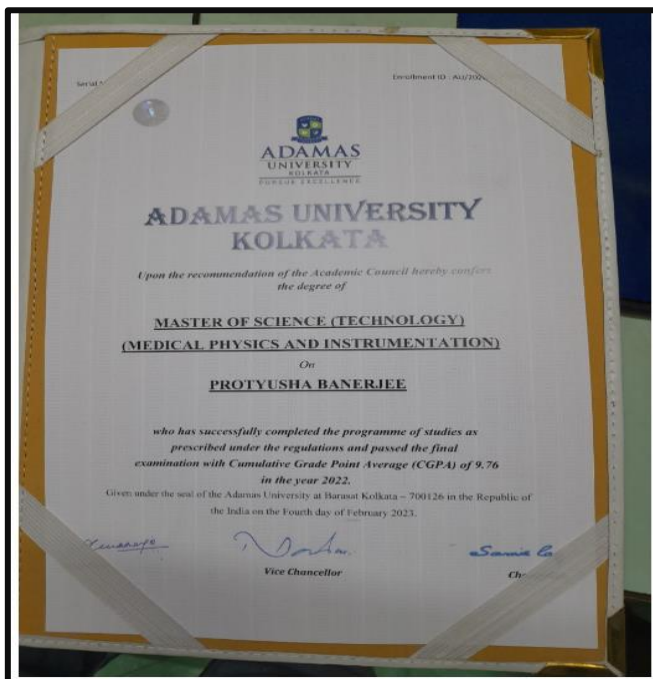 Serial
Enrollment ID : AU/202
ADAMAS
UNIVERSITY
KOLKATA
PURSUE EXCELLENCE
ADAMAS UNIVERSITY
KOLKATA
Upon the recommendation of the Academic Council hereby confers
the degree of
MASTER OF SCIENCE (TECHNOLOGY)
(MEDICAL PHYSICS AND INSTRUMENTATION)
On
PROTYUSHA BANERJEE
who has successfully completed the programme of studies as
prescribed under the regulations and passed the final
examination with Cumulative Grade Point Average (CGPA) of 9.76
in the year 2022.
Given under the seal of the Adamas University at Barasat Kolkata – 700126 in the Republic of
the India on the Fourth day of February 2023.
Vice Chancellor